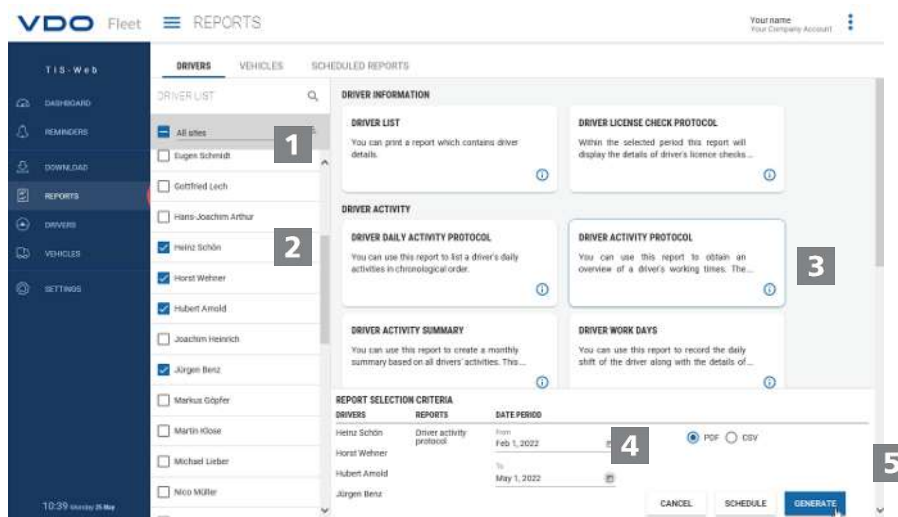 VDO Fleet
REPORTS
Your name
Your Company Account
TIS-Web
DASHBOARD
REMINDERS
DOWNLOAD
REPORTS
DRIVERS
VEHICLES
SETTINGS
10:39 Monday 25 May
DRIVERS VEHICLES SCHEDULED REPORTS
DRIVER LIST
All sites
1
Eugen Schmidt
Gottfried Lech
Hans-Joachim Arthur
Heinz Schön
2
Horst Wehner
Hubert Arnold
Joachim Heinrich
Jürgen Benz
Markus Göpfer
Martin Klose
Michael Lieber
Nico Müller
DRIVER INFORMATION
DRIVER LIST
You can print a report which contains driver
details.
DRIVER LICENSE CHECK PROTOCOL
Within the selected period this report will
display the details of driver's licence checks...
DRIVER ACTIVITY
DRIVER DAILY ACTIVITY PROTOCOL
You can use this report to list a driver's daily
activities in chronological order.
DRIVER ACTIVITY PROTOCOL
You can use this report to obtain an
overview of a driver's working times. The...
3
DRIVER ACTIVITY SUMMARY
You can use this report to create a monthly
summary based on all drivers' activities. This...
DRIVER WORK DAYS
You can use this report to record the daily
shift of the driver along with the details of...
REPORT SELECTION CRITERIA
DRIVERS REPORTS DATE PERIOD
Heinz Schön
Horst Wehner
Hubert Arnold
Jürgen Benz
Driver activity
protocol
From
Feb 1, 2022
4
To
May 1, 2022
PDF CSV
5
CANCEL SCHEDULE GENERATE